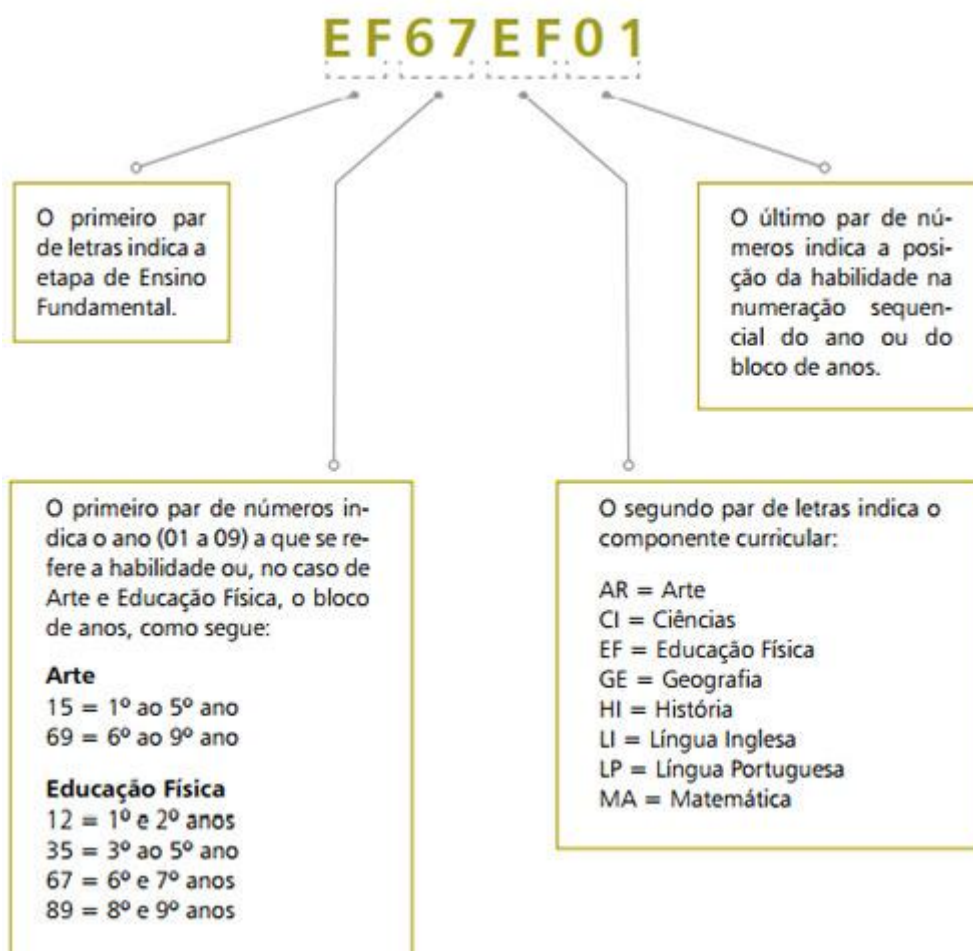 EF67EF01
O primeiro par
de letras indica a
etapa de Ensino
Fundamental.
O último par de nú-
meros indica a posi-
ção da habilidade na
numeração sequen-
cial do ano ou do
bloco de anos.
O primeiro par de números in-
dica o ano (01 a 09) a que se re-
fere a habilidade ou, no caso de
Arte e Educação Física, o bloco
de anos, como segue:
Arte
15 = 1º ao 5º ano
69 = 6º ao 9º ano
Educação Física
12 = 1º e 2º anos
35 = 3º ao 5º ano
67 = 6º e 7º anos
89 = 8º e 9º anos
O segundo par de letras indica o
componente curricular:
AR = Arte
CI = Ciências
EF = Educação Física
GE = Geografia
HI = História
LI = Língua Inglesa
LP = Língua Portuguesa
MA = Matemática